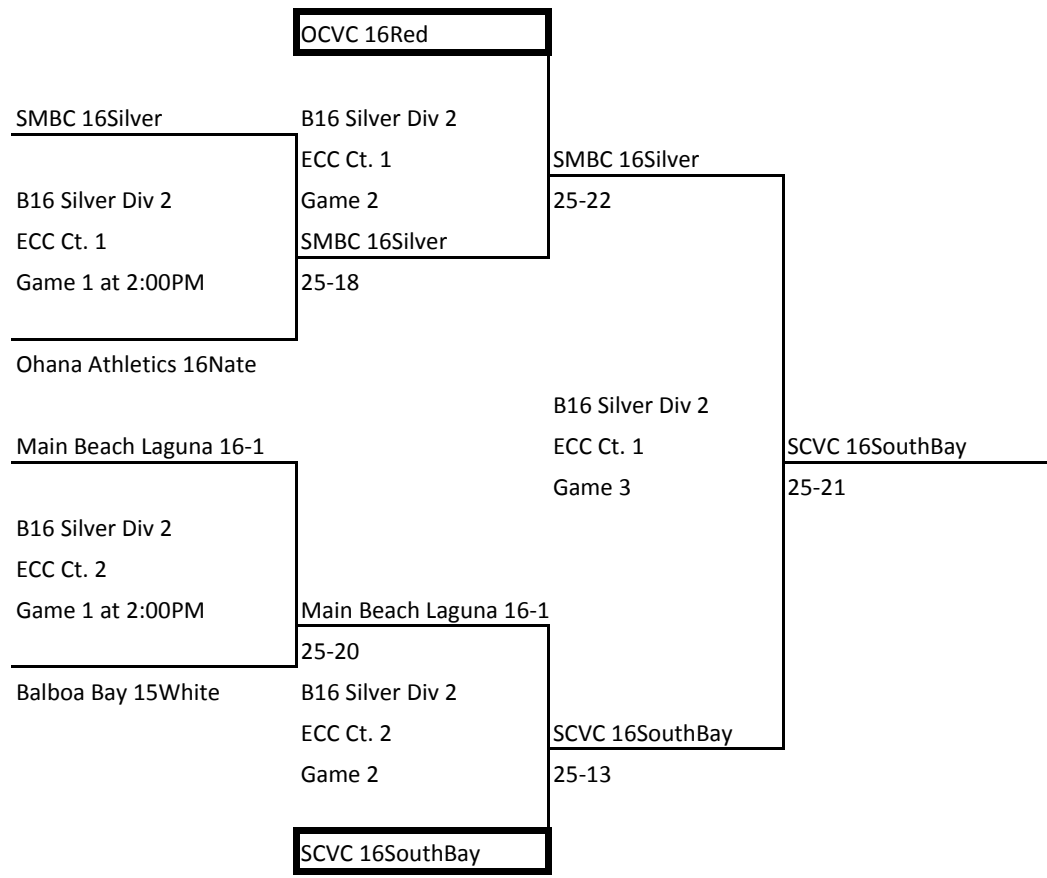 OCVC 16Red
SMBC 16Silver
B16 Silver Div 2
ECC Ct. 1
SMBC 16Silver
B16 Silver Div 2
Game 2
25-22
ECC Ct. 1
SMBC 16Silver
Game 1 at 2:00PM
25-18
Ohana Athletics 16Nate
B16 Silver Div 2
Main Beach Laguna 16-1
ECC Ct. 1
SCVC 16SouthBay
Game 3
25-21
B16 Silver Div 2
ECC Ct. 2
Game 1 at 2:00PM
Main Beach Laguna 16-1
25-20
Balboa Bay 15White
B16 Silver Div 2
ECC Ct. 2
SCVC 16SouthBay
Game 2
25-13
SCVC 16SouthBay